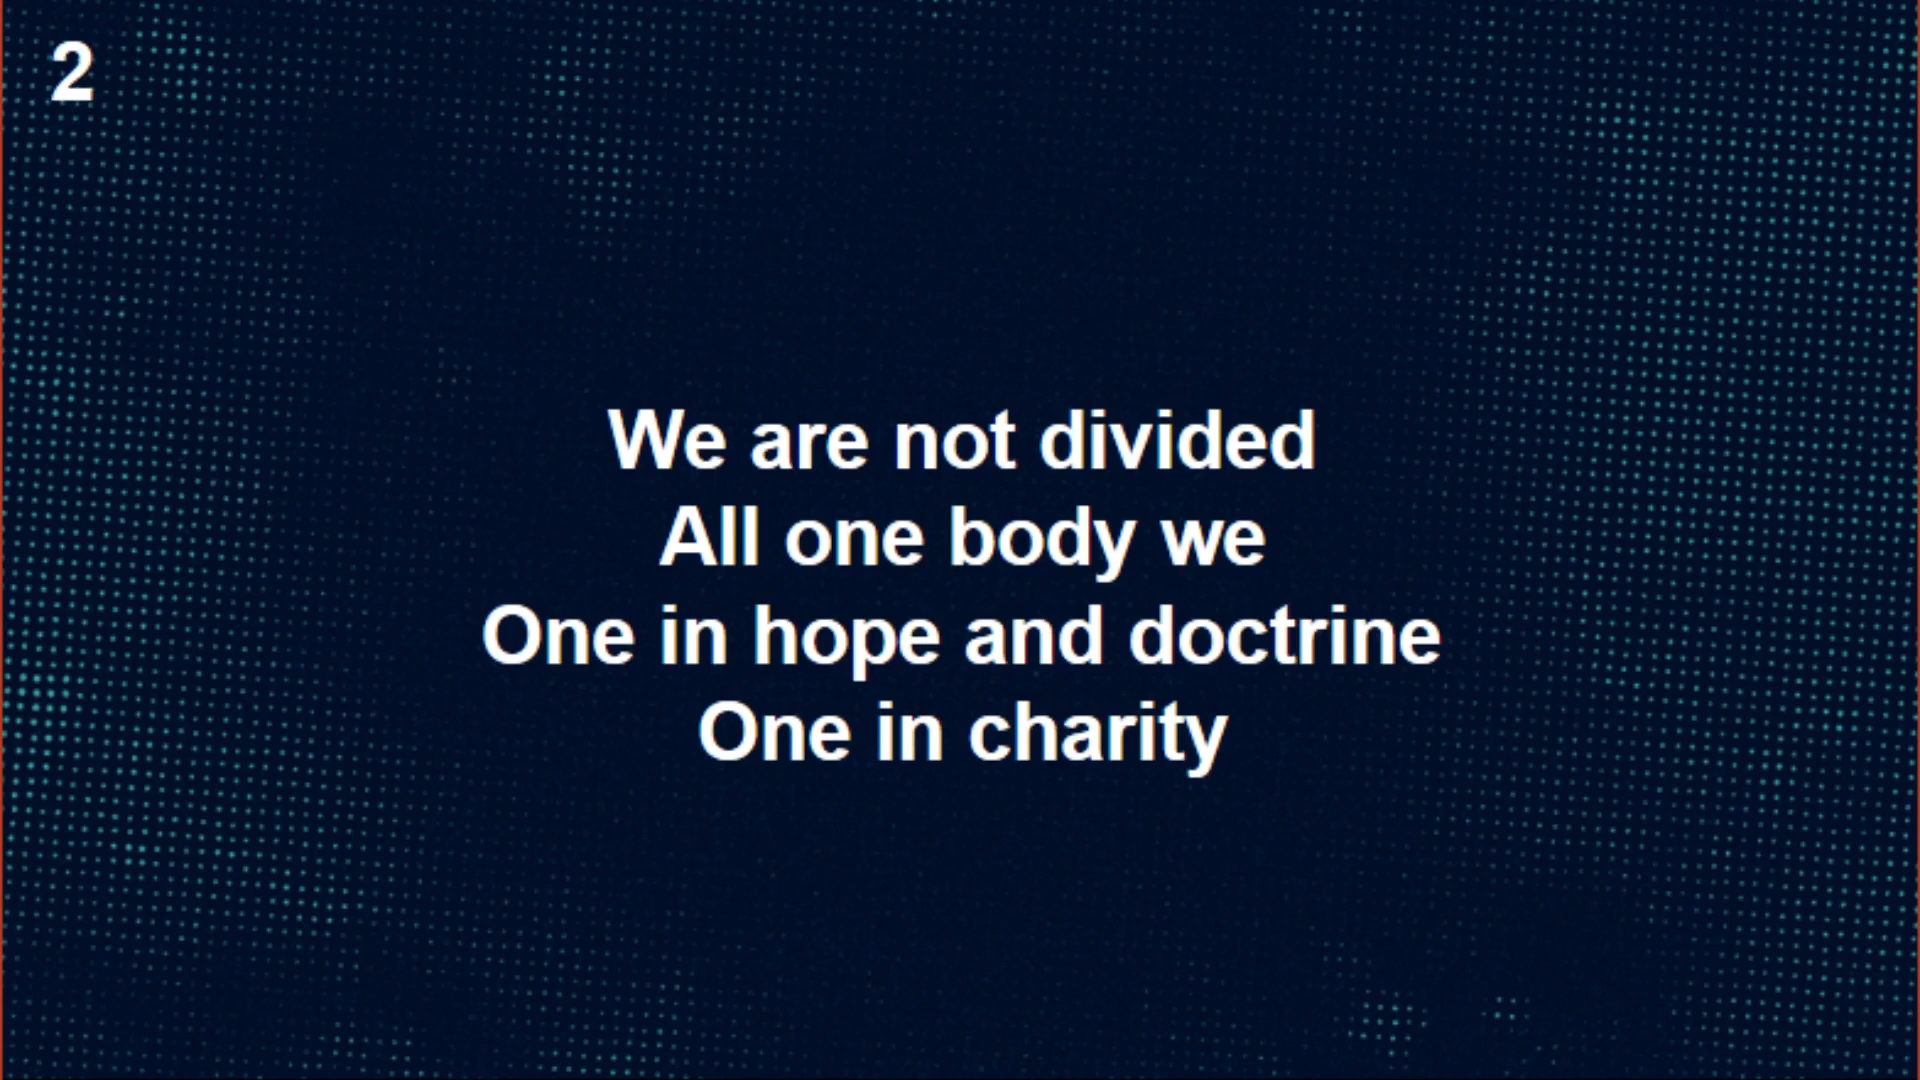 2
We are not divided
All one body we
One in hope and doctrine
One in charity